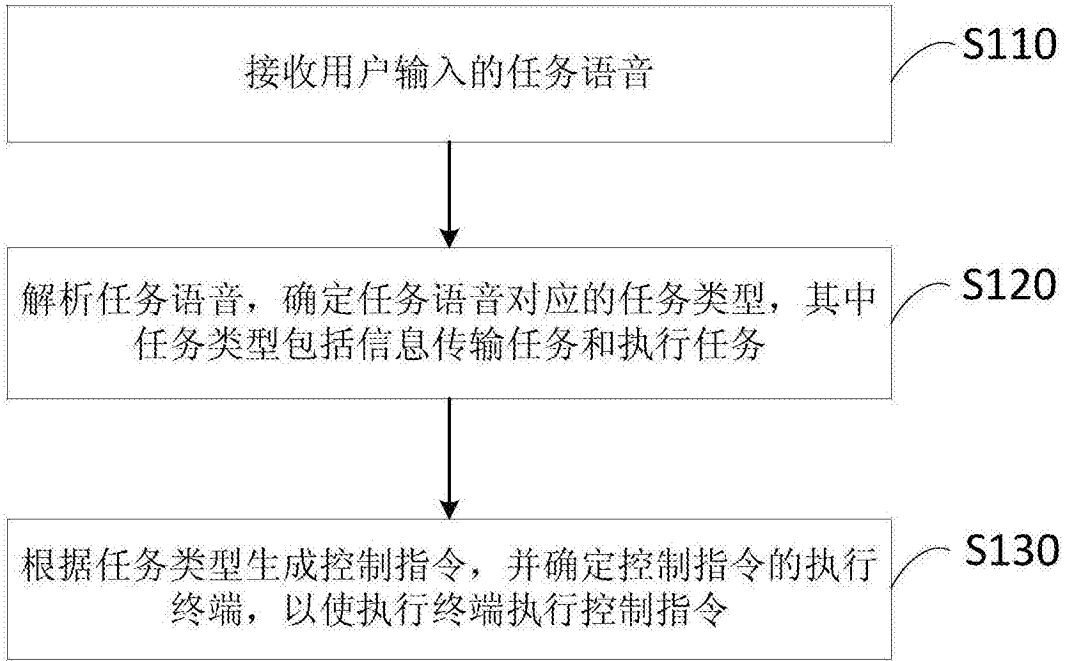 接收用户输入的任务语音
S110
解析任务语音，确定任务语音对应的任务类型，其中
任务类型包括信息传输任务和执行任务
S120
根据任务类型生成控制指令，并确定控制指令的执行
终端，以使执行终端执行控制指令
S130